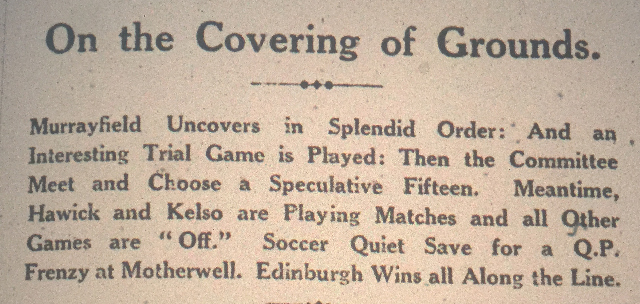 On the Covering of Grounds.
Murrayfield Uncovers in Splendid Order: And an
Interesting Trial Game is Played: Then the Committee
Meet and Choose a Speculative Fifteen. Meantime,
Hawick and Kelso are Playing Matches and all Other
Games are "Off." Soccer Quiet Save for a Q.P.
Frenzy at Motherwell. Edinburgh Wins all Along the Line.